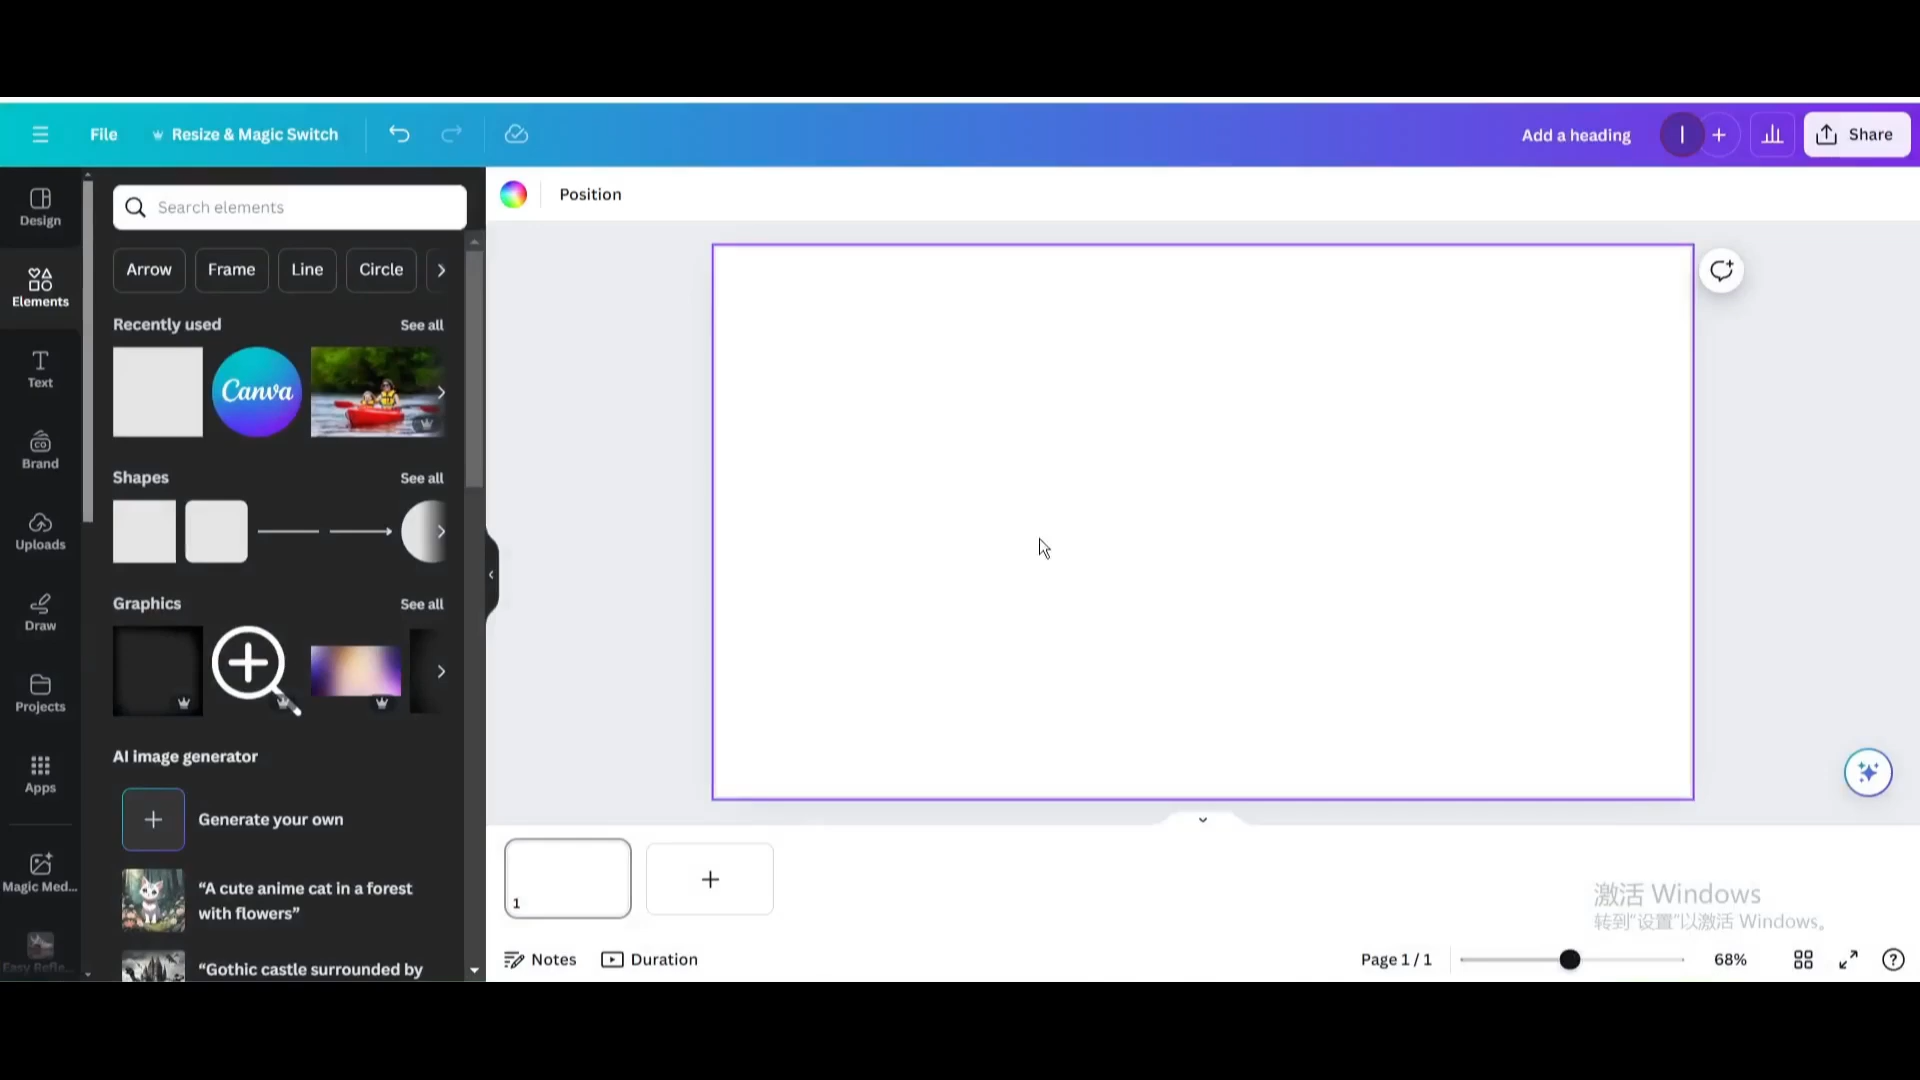 File
Resize & Magic Switch
Add a heading
I
Share
Design
Elements
Text
Brand
Uploads
Draw
Projects
Apps
Magic Med...
Easy Refle...
Search elements
Arrow
Frame
Line
Circle
Recently used
See all
Canva
Shapes
See all
Graphics
See all
AI image generator
Generate your own
“A cute anime cat in a forest
with flowers”
“Gothic castle surrounded by
Position
1
激活 Windows
转到“设置”以激活 Windows。
Notes
Duration
Page 1 / 1
68%